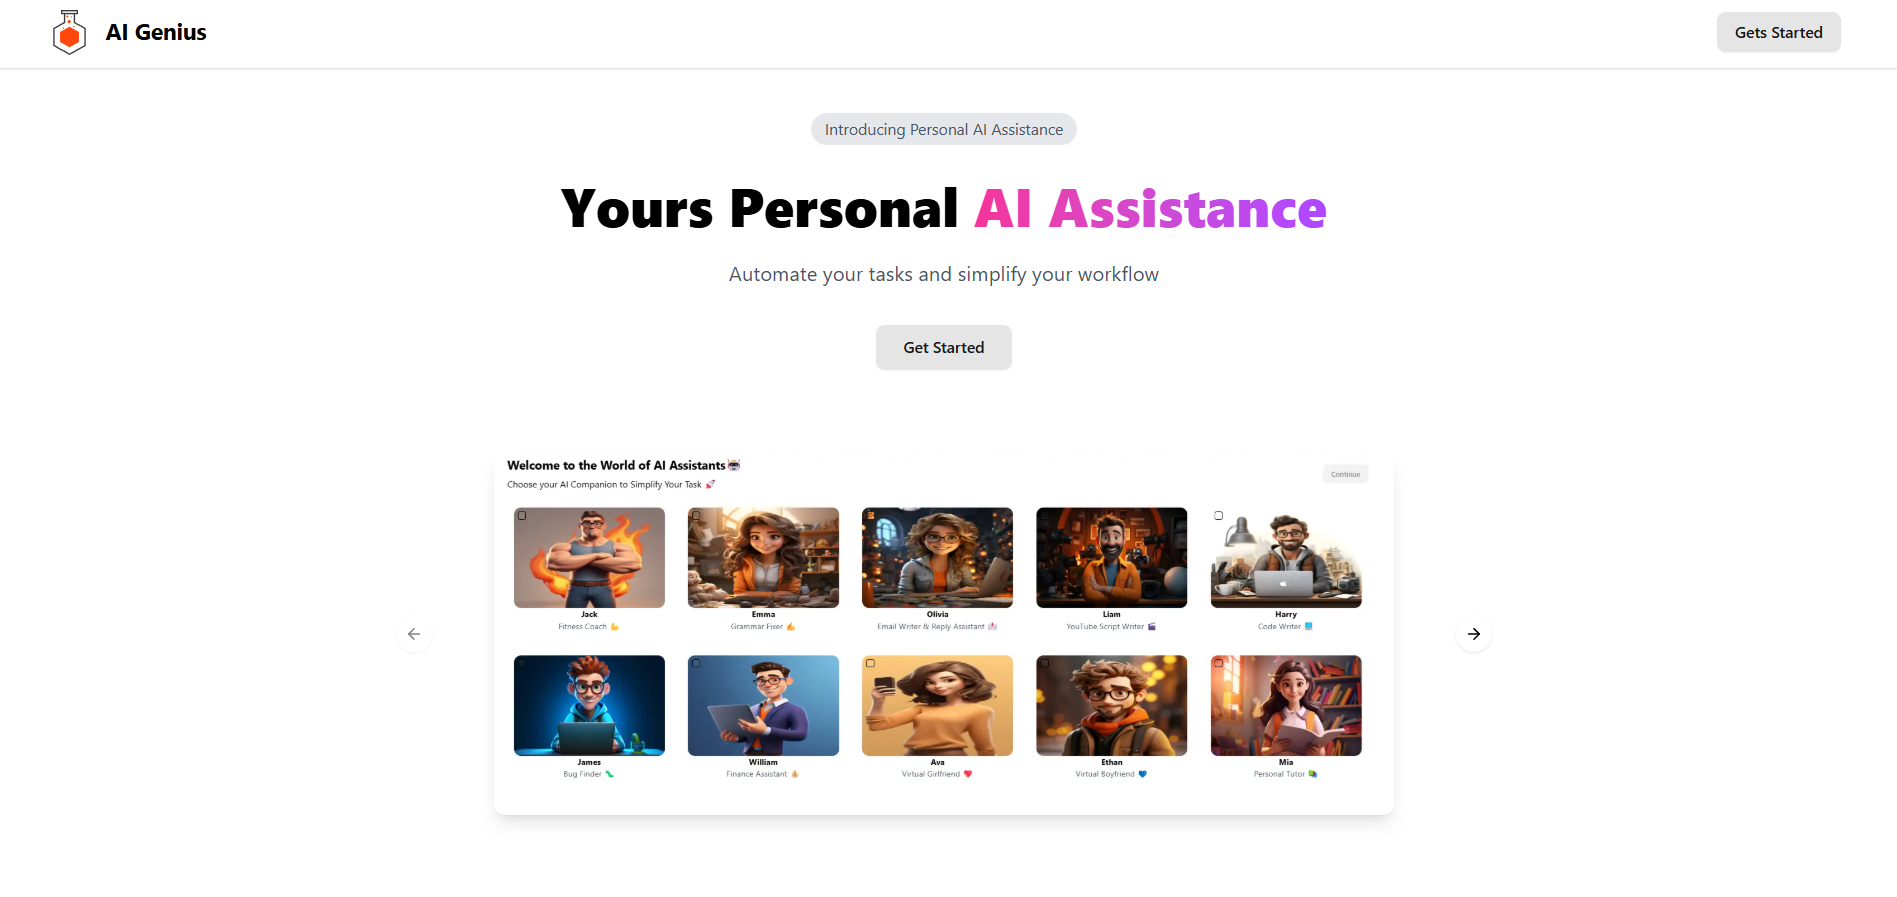 AI Genius
Gets Started
Introducing Personal AI Assistance
Yours Personal AI Assistance
Automate your tasks and simplify your workflow
Get Started
Welcome to the World of AI Assistants
Continue
Choose your AI Companion to Simplify Your Task
Jack
Emma
Olivia
Liam
Harry
Fitness Coach
Grammar Fixer
Email Writer & Reply Assistant
YouTube Script Writer
Code Writer
James
William
Ava
Ethan
Mia
Bug Finder
Finance Assistant
Virtual Girlfriend
Virtual Boyfriend
Personal Tutor